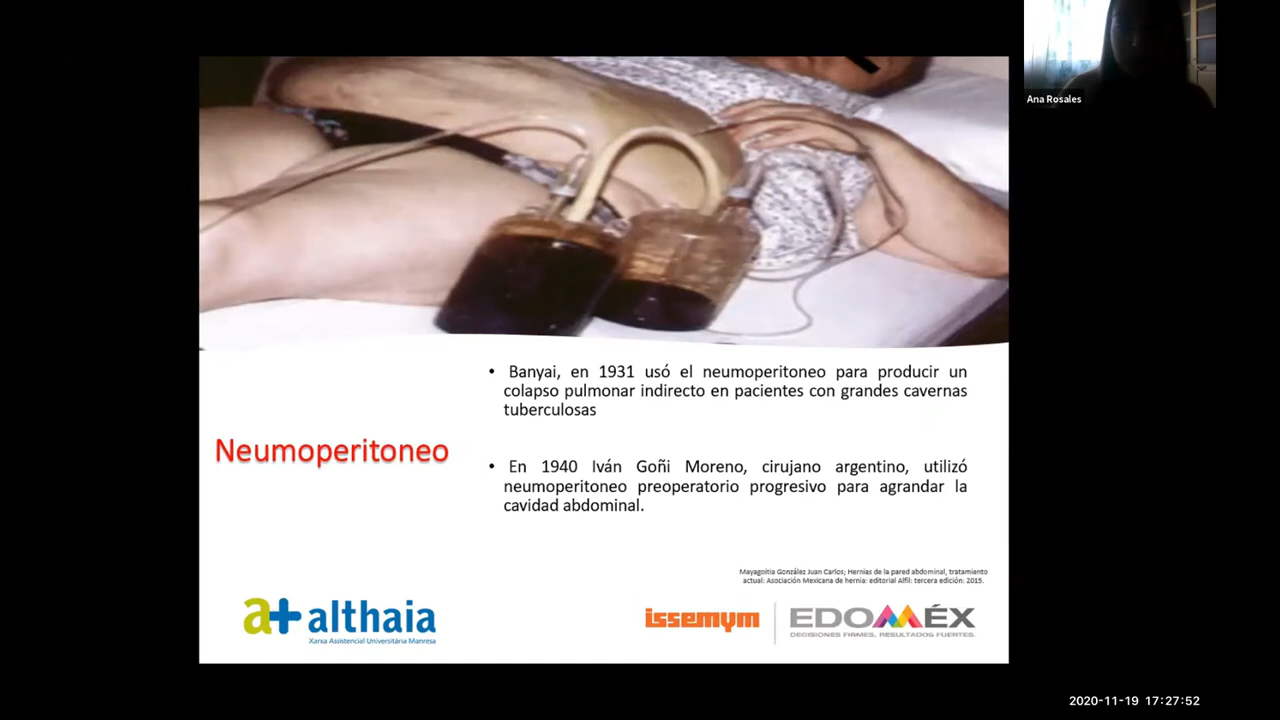 Ana Rosales
• Banyai, en 1931 usó el neumoperitoneo para producir un
colapso pulmonar indirecto en pacientes con grandes cavernas
tuberculosas
Neumoperitoneo
• En 1940 Iván Goñi Moreno, cirujano argentino, utilizó
neumoperitoneo preoperatorio progresivo para agrandar la
cavidad abdominal.
Mayagoitia González Juan Carlos; Hernias de la pared abdominal, tratamiento
actual: Asociación Mexicana de hernia: editorial Alfil: tercera edición: 2015.
a+ althaia
Xarxa Assistencial Universitària Manresa
issemym
EDOMÉX
DECISIONES FIRMES, RESULTADOS FUERTES.
2020-11-19 17:27:52